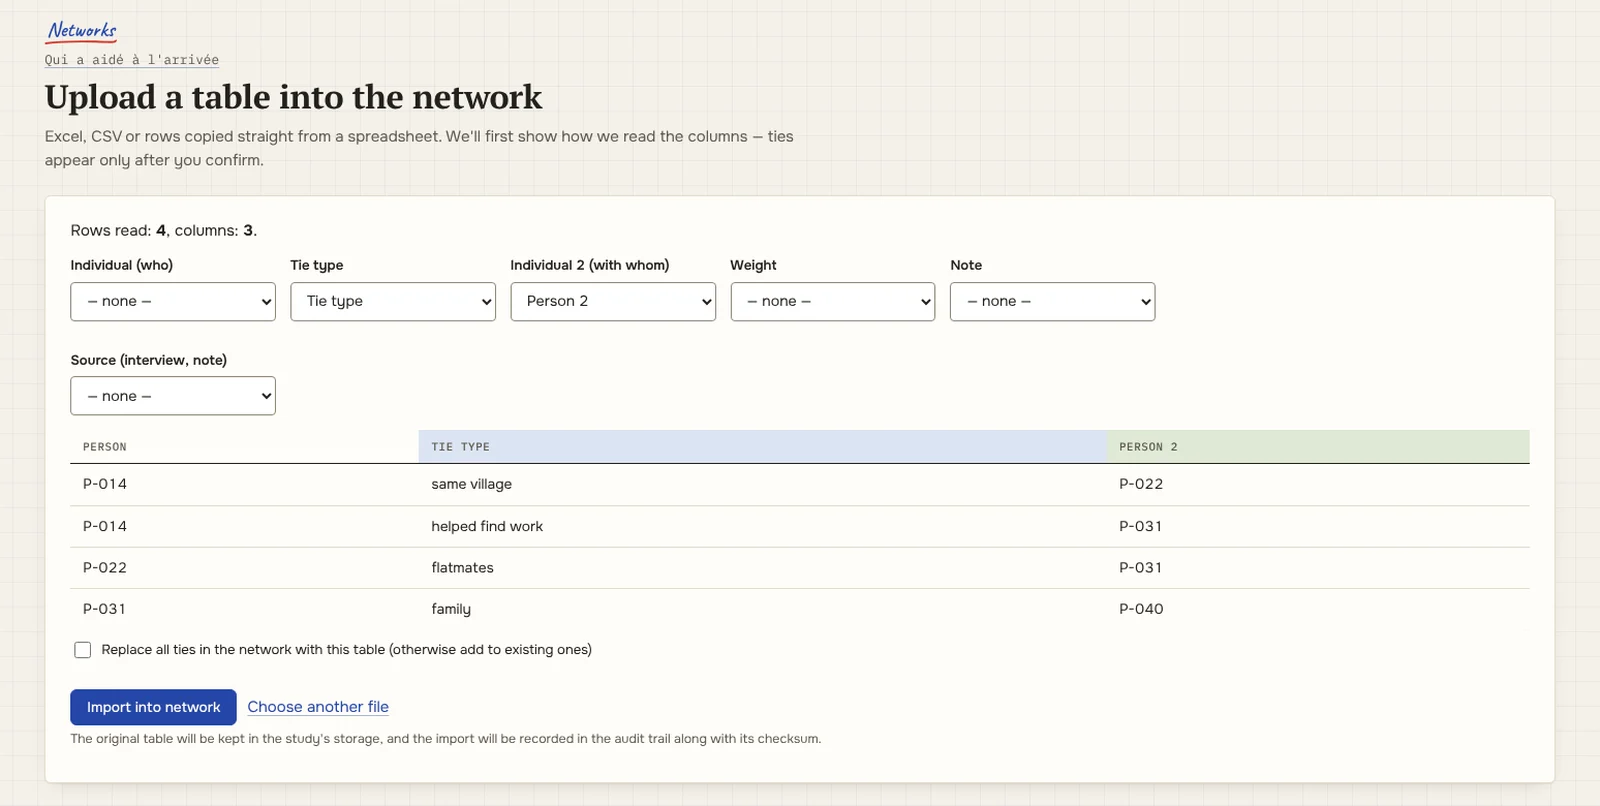 Networks
Qui a aidé à l'arrivée
Upload a table into the network
Excel, CSV or rows copied straight from a spreadsheet. We'll first show how we read the columns — ties
appear only after you confirm.
Rows read: 4, columns: 3.
Individual (who) Tie type Individual 2 (with whom) Weight Note
— none — Tie type Person 2 — none — — none —
Source (interview, note)
— none —
PERSON TIE TYPE PERSON 2
P-014 same village P-022
P-014 helped find work P-031
P-022 flatmates P-031
P-031 family P-040
Replace all ties in the network with this table (otherwise add to existing ones)
Import into network Choose another file
The original table will be kept in the study's storage, and the import will be recorded in the audit trail along with its checksum.